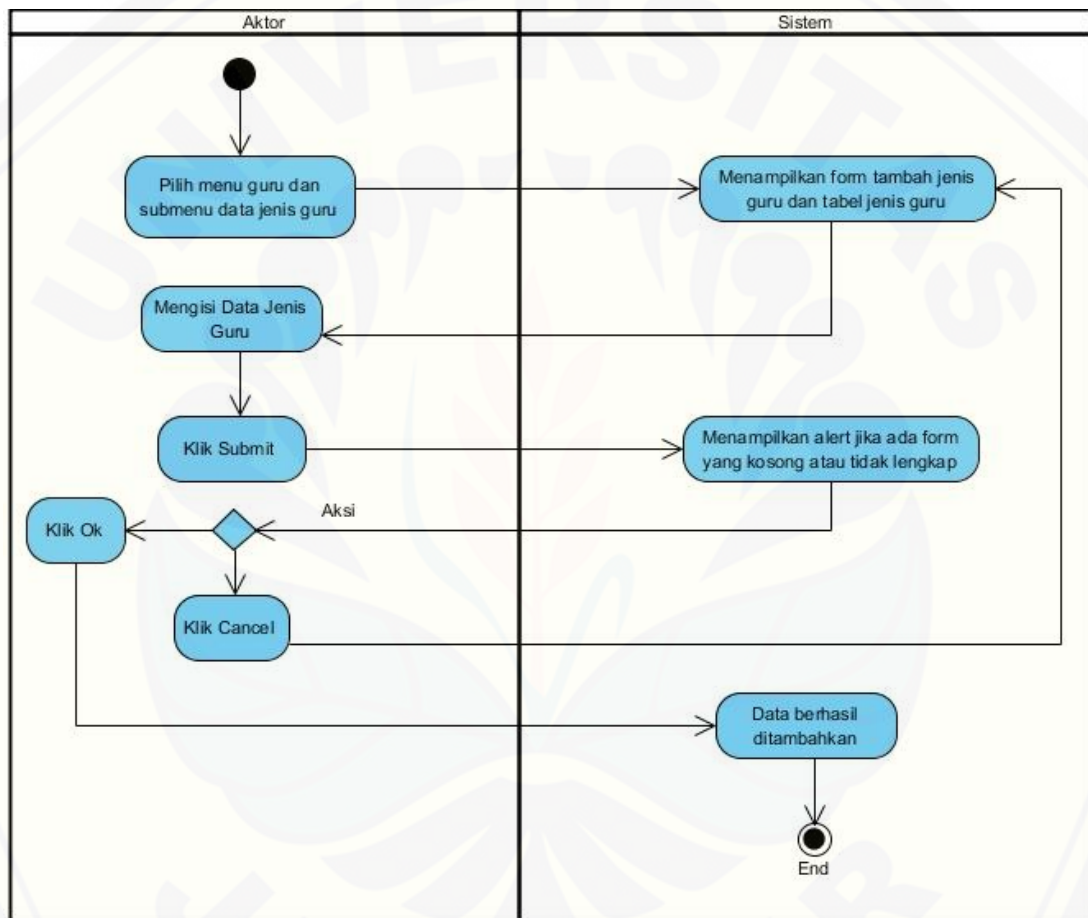 Aktor
Sistem
Pilih menu guru dan
submenu data jenis guru
Menampilkan form tambah jenis
guru dan tabel jenis guru
Mengisi Data Jenis
Guru
Klik Submit
Menampilkan alert jika ada form
yang kosong atau tidak lengkap
Aksi
Klik Ok
Klik Cancel
Data berhasil
ditambahkan
End
UNIVERSITAS